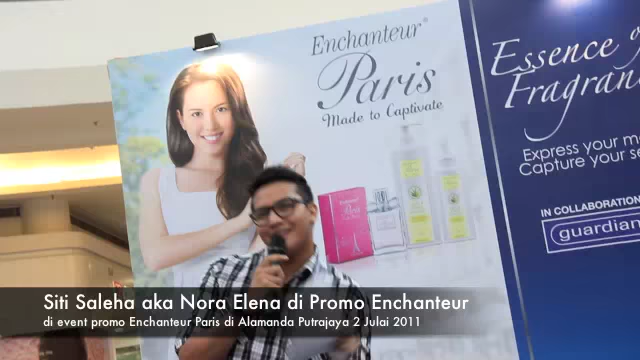 Enchanteur
Paris
Made to Captivate
Essence of
Fragran
Express your m
Capture your se
IN COLLABORATION
guardian
Siti Saleha aka Nora Elena di Promo Enchanteur
di event promo Enchanteur Paris di Alamanda Putrajaya 2 Julai 2011